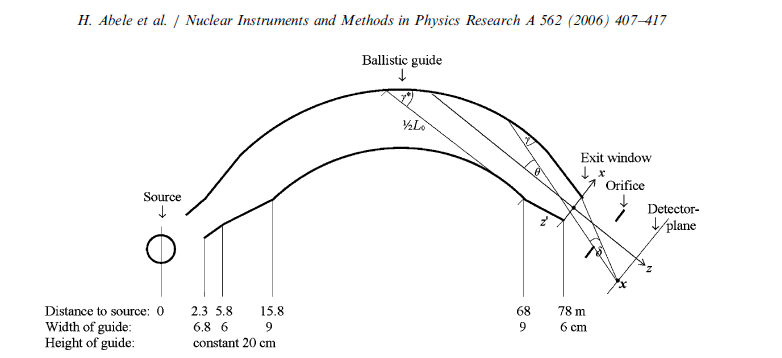 H. Abele et al. / Nuclear Instruments and Methods in Physics Research A 562 (2006) 407–417
Ballistic guide
γ*
½L₀
γ
θ
Exit window
x
Orifice
Source
Detector-
plane
z'
δ
z
x
Distance to source: 0 2.3 5.8 15.8 68 78 m
Width of guide: 6.8 6 9 9 6 cm
Height of guide: constant 20 cm